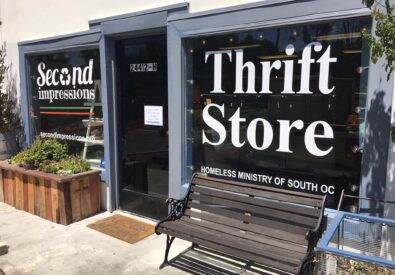 Second
impressions
24412-H
Thrift
Store
HOMELESS MINISTRY OF SOUTH OC